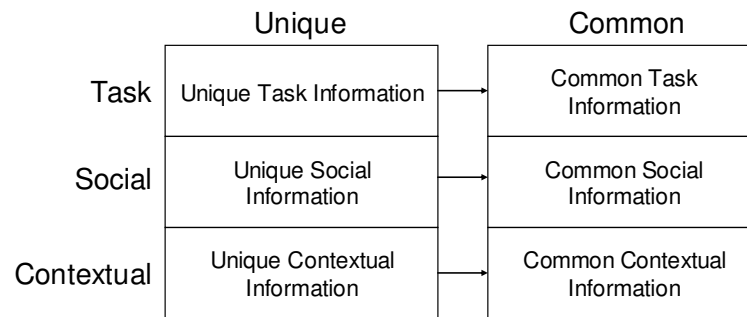 Unique Common
Task Unique Task Information Common Task
Information
Social Unique Social Common Social
Information Information
Contextual Unique Contextual Common Contextual
Information Information